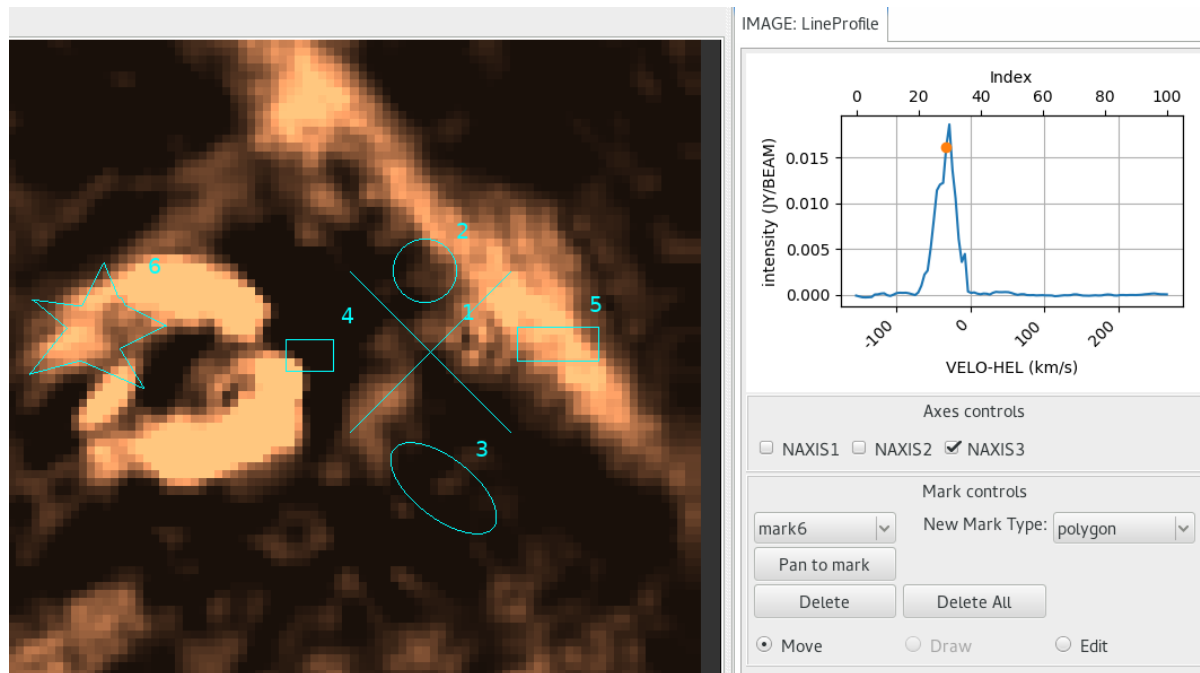 6
2
4
1
5
3
IMAGE: LineProfile
Index
0 20 40 60 80 100
intensity (JY/BEAM)
0.015
0.010
0.005
0.000
-100 0 100 200
VELO-HEL (km/s)
Axes controls
NAXIS1 NAXIS2 NAXIS3
Mark controls
mark6 New Mark Type: polygon
Pan to mark
Delete Delete All
Move Draw Edit